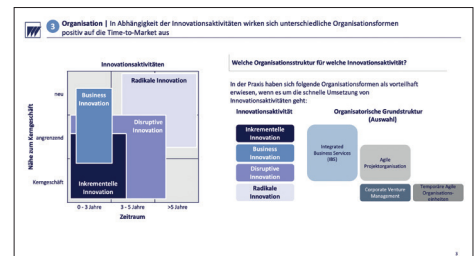 3 Organisation | In Abhängigkeit der Innovationsaktivitäten wirken sich unterschiedliche Organisationsformen
positiv auf die Time-to-Market aus
Innovationsaktivitäten
Nähe zum Kerngeschäft
neu
angrenzend
Kerngeschäft
Business
Innovation
Radikale Innovation
Disruptive
Innovation
Inkrementelle
Innovation
0 - 3 Jahre
3 - 5 Jahre
>5 Jahre
Zeitraum
Welche Organisationsstruktur für welche Innovationsaktivität?
In der Praxis haben sich folgende Organisationsformen als vorteilhaft
erwiesen, wenn es um die schnelle Umsetzung von
Innovationsaktivitäten geht:
Innovationsaktivität
Inkrementelle
Innovation
Business
Innovation
Disruptive
Innovation
Radikale
Innovation
Organisatorische Grundstruktur
(Auswahl)
Integrated
Business Services
(IBS)
Agile
Projektorganisation
Corporate Venture
Management
Temporäre Agile
Organisations-
einheiten
3